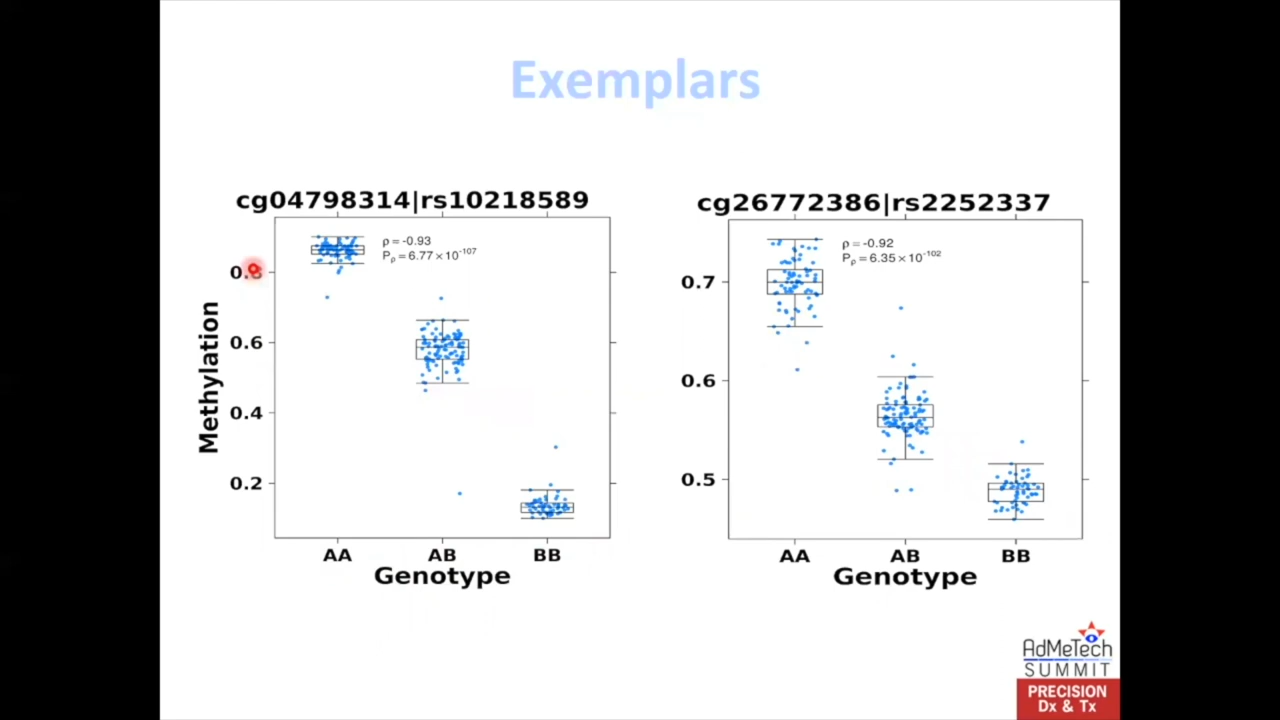 Exemplars
cg04798314|rs10218589
ρ = -0.93
Pρ = 6.77 × 10-107
0.8
0.6
0.4
0.2
Methylation
AA AB BB
Genotype
cg26772386|rs2252337
ρ = -0.92
Pρ = 6.35 × 10-102
0.7
0.6
0.5
AA AB BB
Genotype
AdMeTech
SUMMIT
PRECISION
Dx & Tx